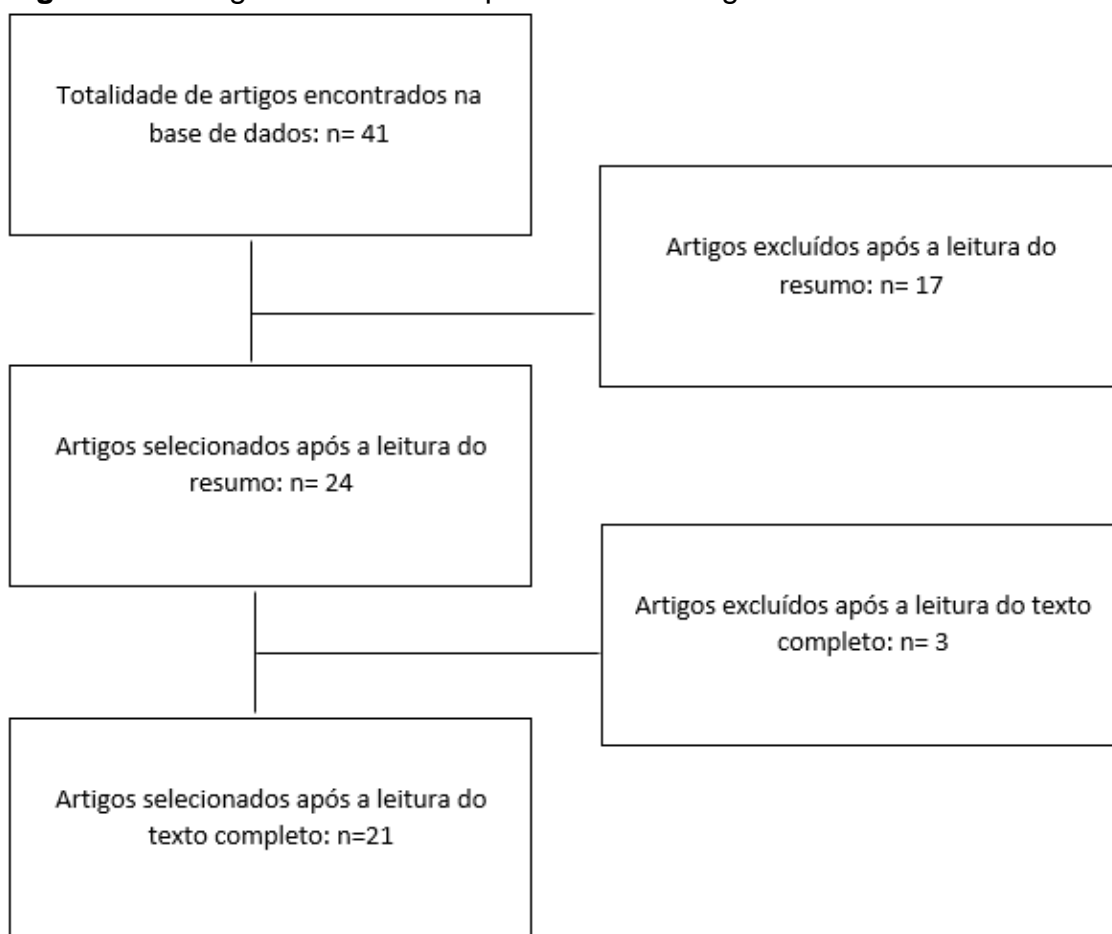 Totalidade de artigos encontrados na
base de dados: n= 41
Artigos excluídos após a leitura do
resumo: n= 17
Artigos selecionados após a leitura do
resumo: n= 24
Artigos excluídos após a leitura do texto
completo: n= 3
Artigos selecionados após a leitura do
texto completo: n=21